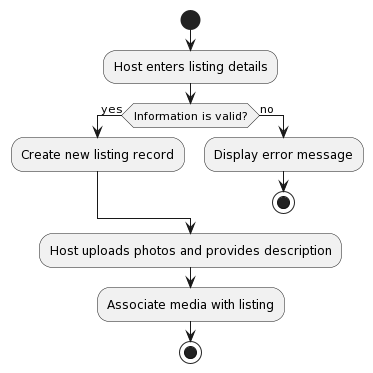 Host enters listing details
yes
Information is valid?
no
Create new listing record
Display error message
Host uploads photos and provides description
Associate media with listing